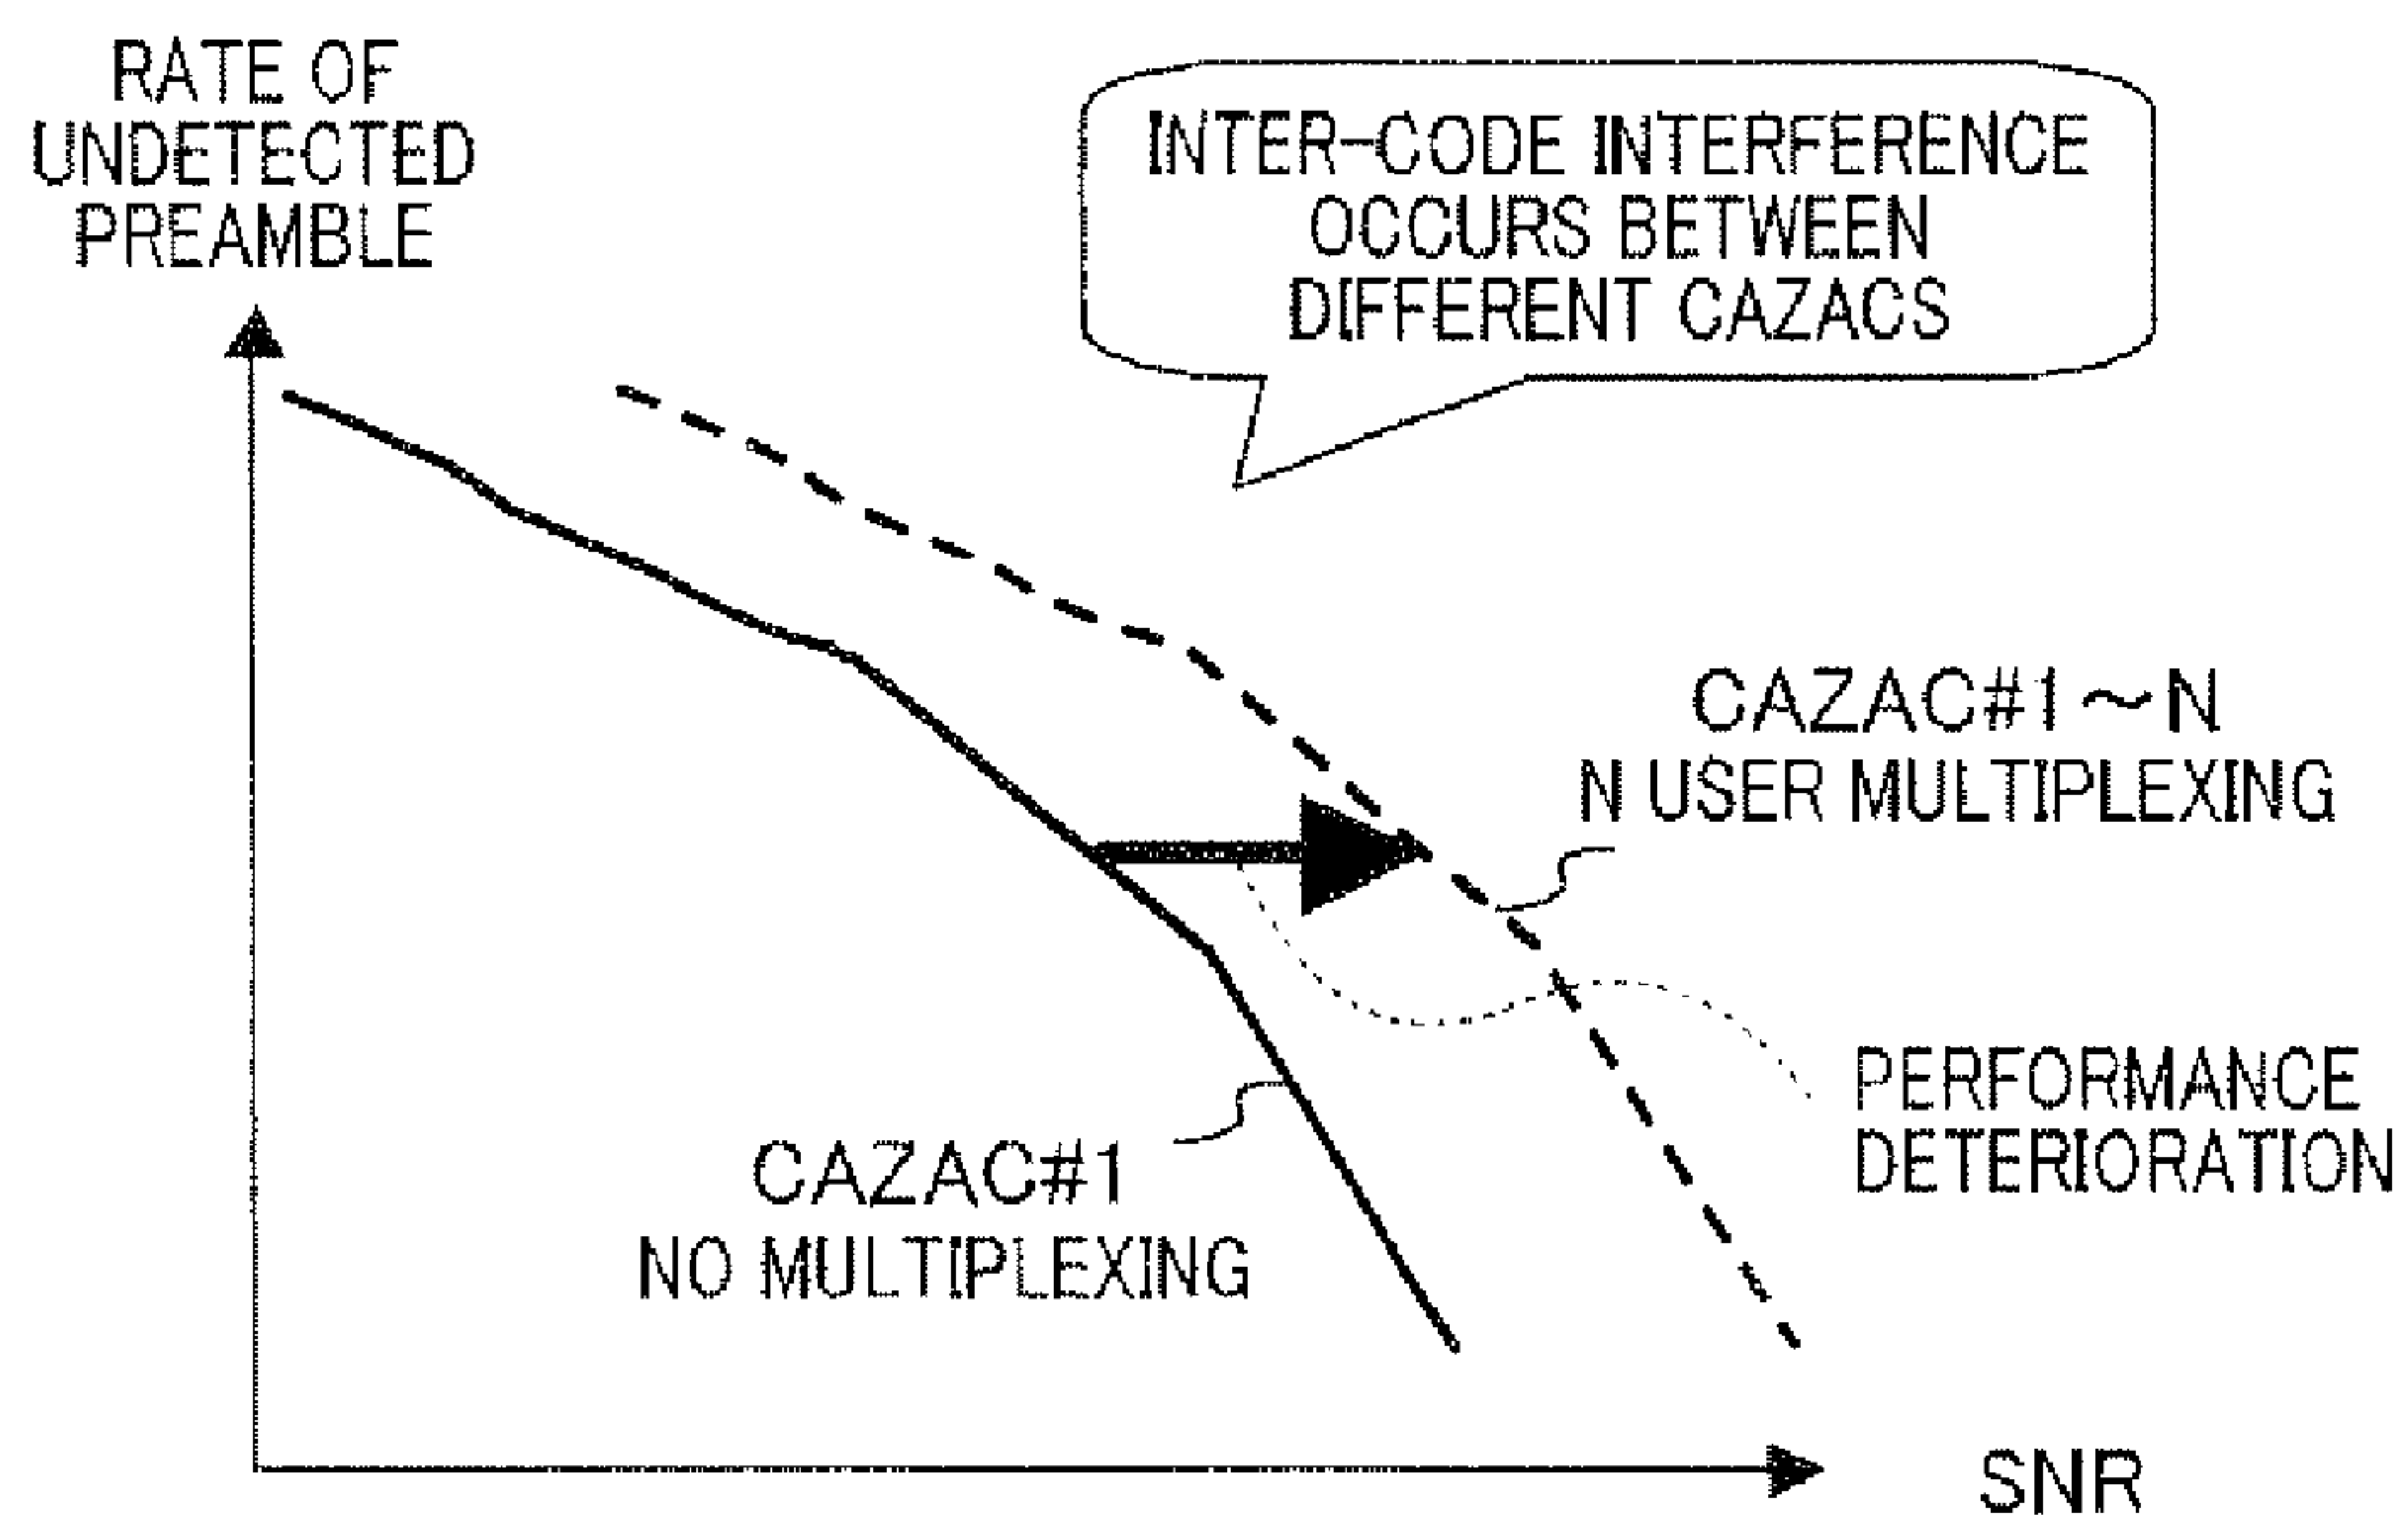 RATE OF
UNDETECTED
PREAMBLE
INTER-CODE INTERFERENCE
OCCURS BETWEEN
DIFFERENT CAZACS
CAZAC#1~N
N USER MULTIPLEXING
PERFORMANCE
DETERIORATION
CAZAC#1
NO MULTIPLEXING
SNR